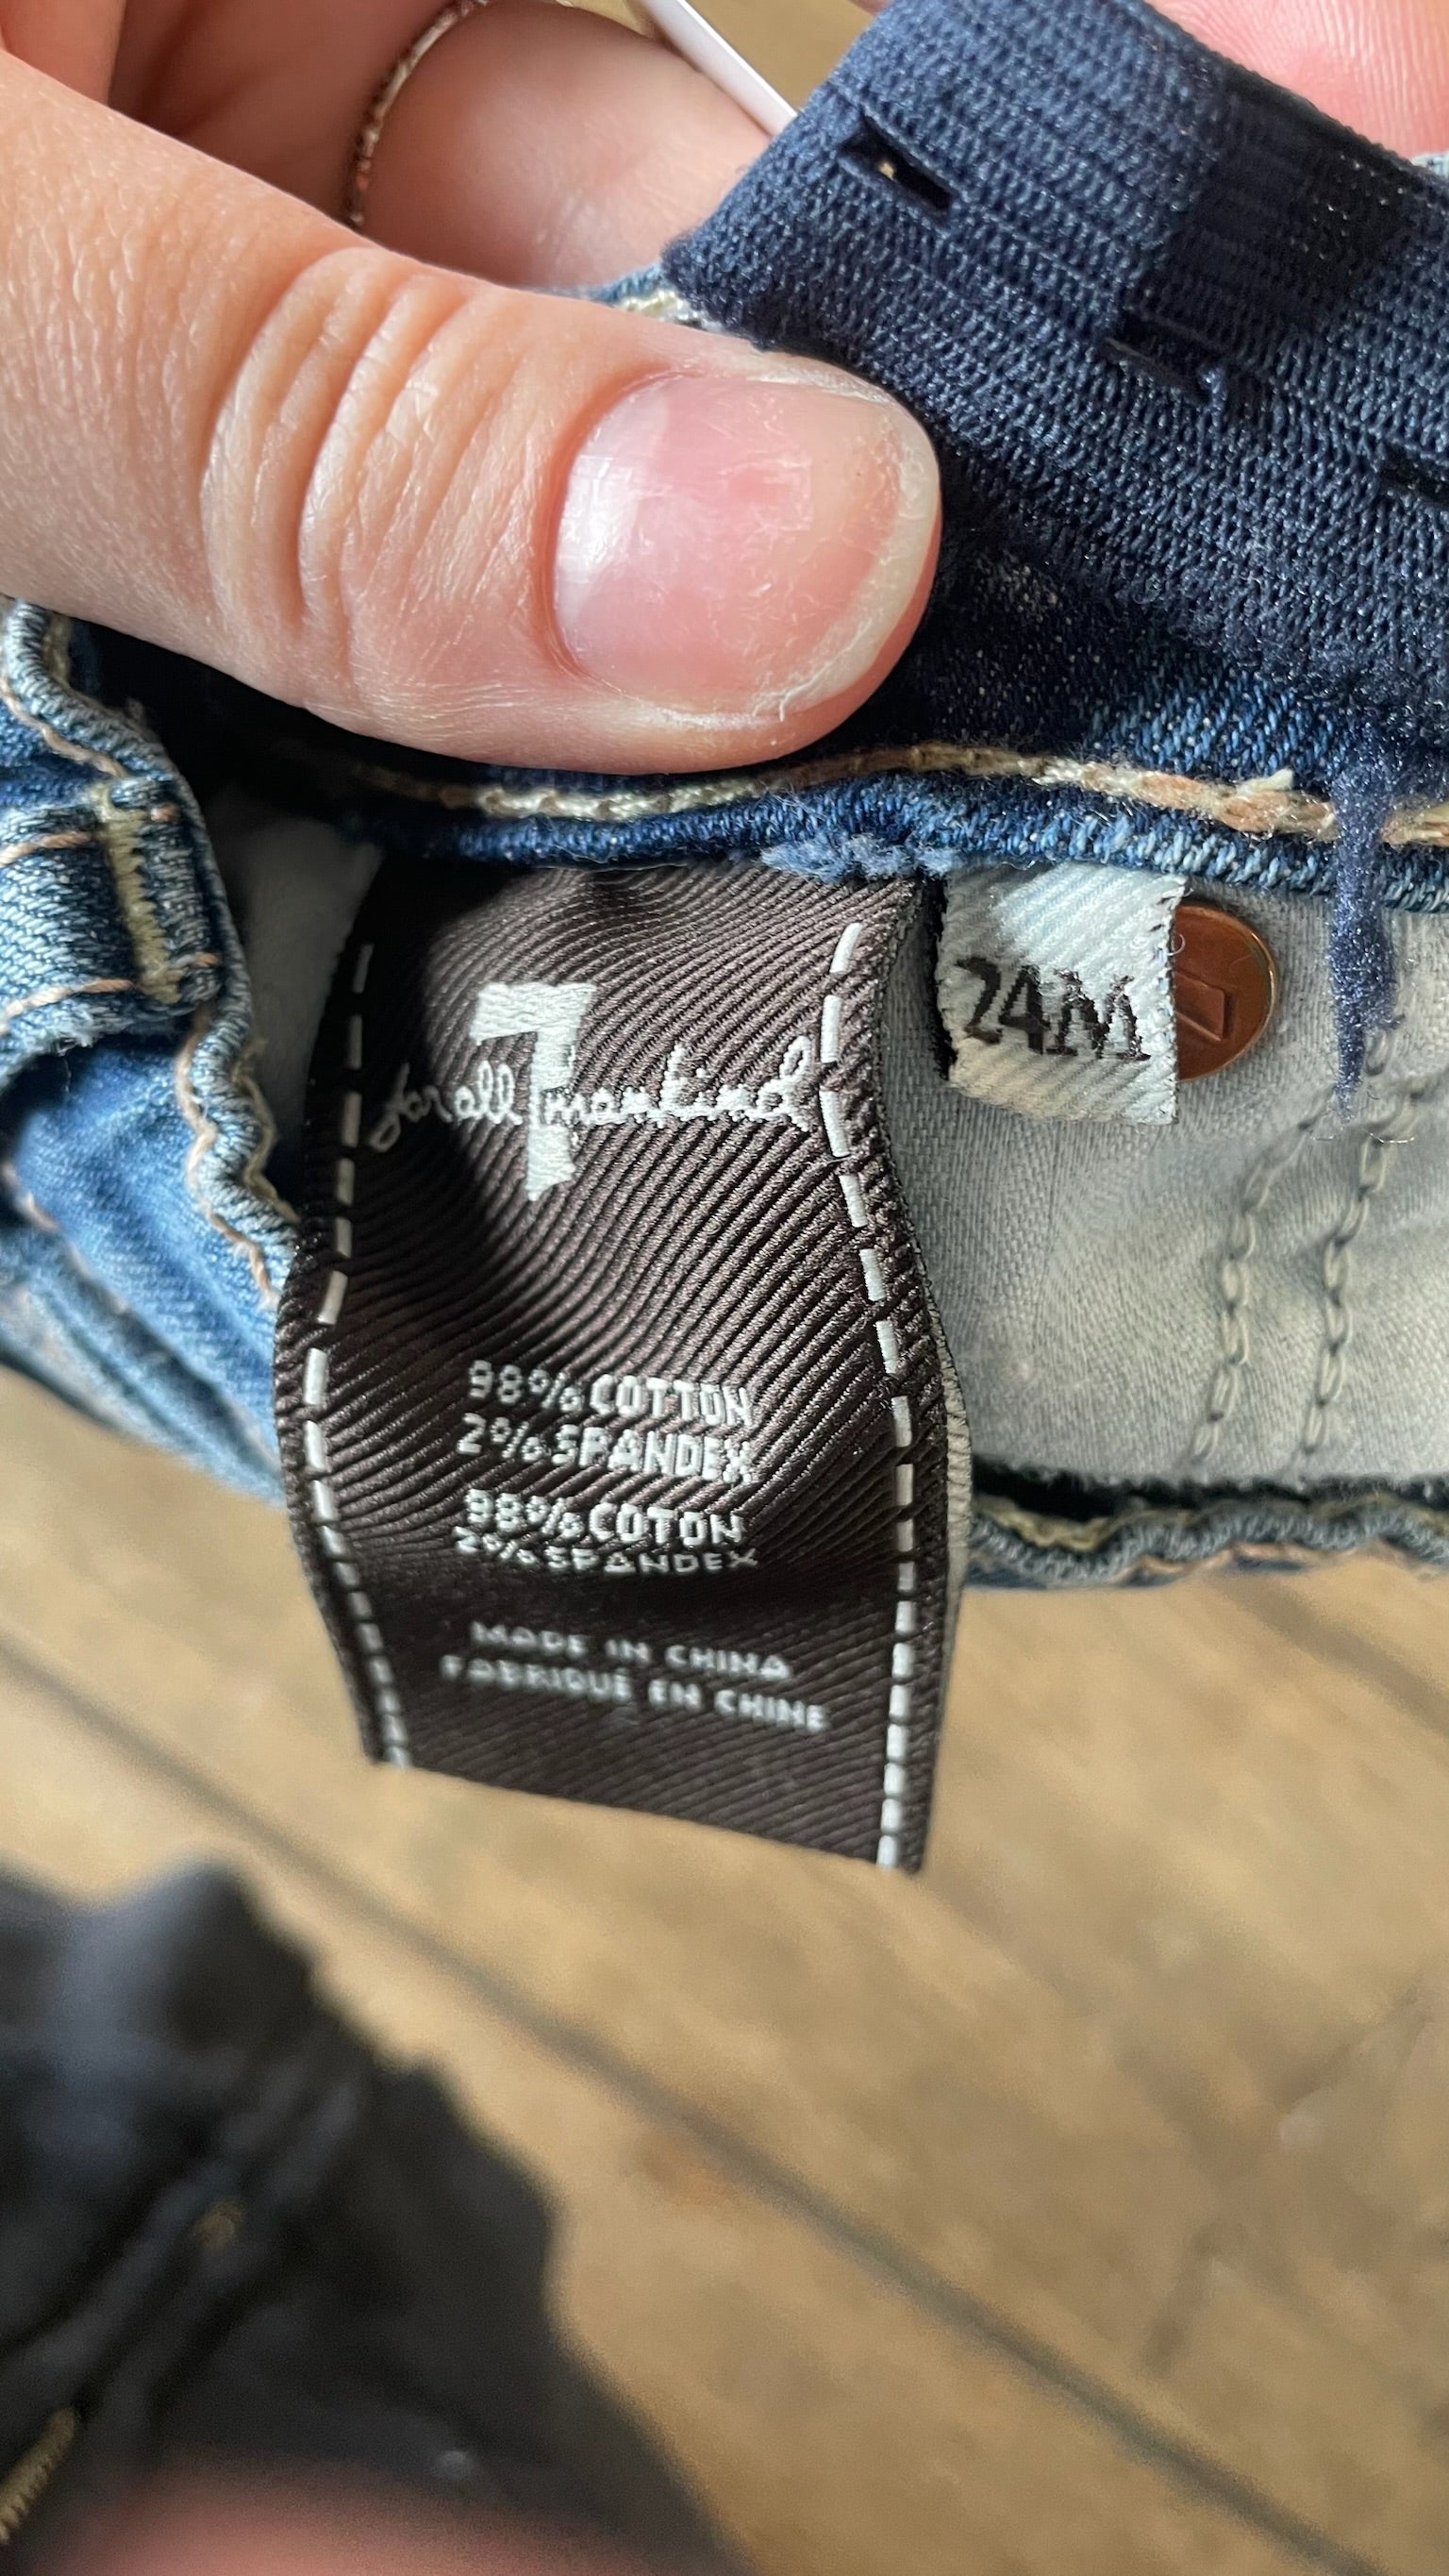 7
for all mankind
24M
98% COTTON
2% SPANDEX
98% COTON
2% SPANDEX
MADE IN CHINA
FABRIQUÉ EN CHINE